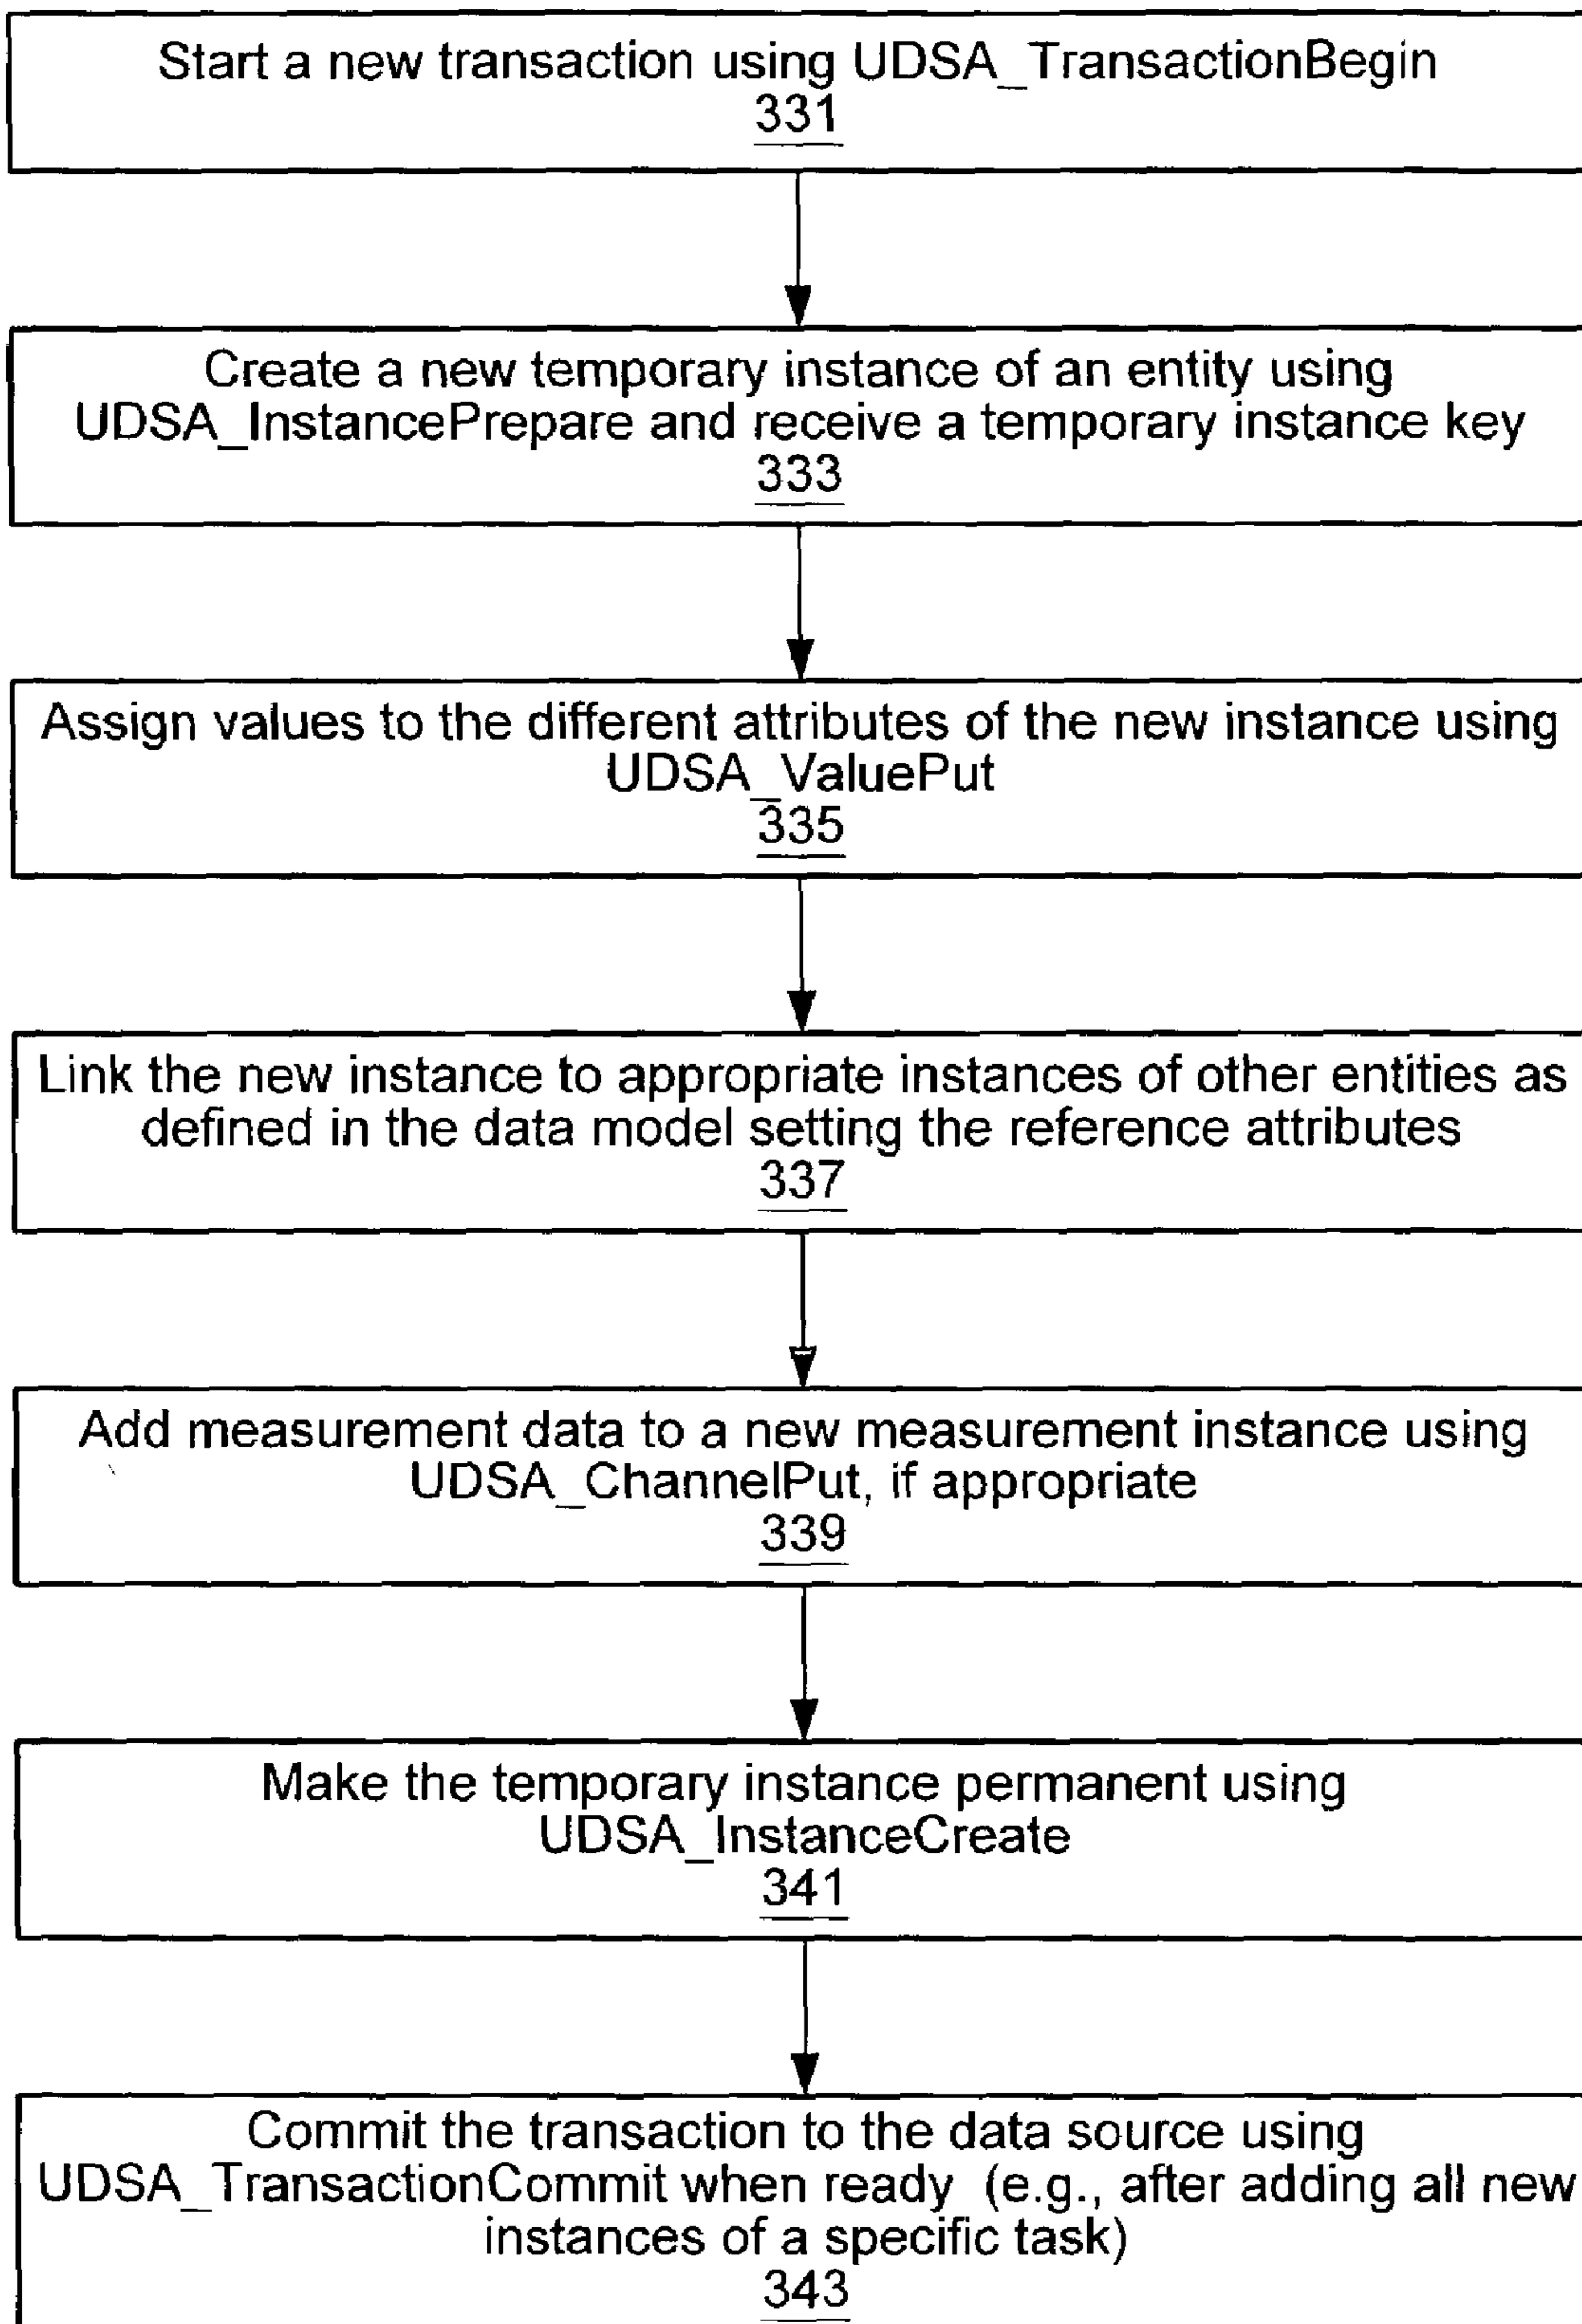 Start a new transaction using UDSA_TransactionBegin
331
Create a new temporary instance of an entity using
UDSA_InstancePrepare and receive a temporary instance key
333
Assign values to the different attributes of the new instance using
UDSA_ValuePut
335
Link the new instance to appropriate instances of other entities as
defined in the data model setting the reference attributes
337
Add measurement data to a new measurement instance using
UDSA_ChannelPut, if appropriate
339
Make the temporary instance permanent using
UDSA_InstanceCreate
341
Commit the transaction to the data source using
UDSA_TransactionCommit when ready (e.g., after adding all new
instances of a specific task)
343